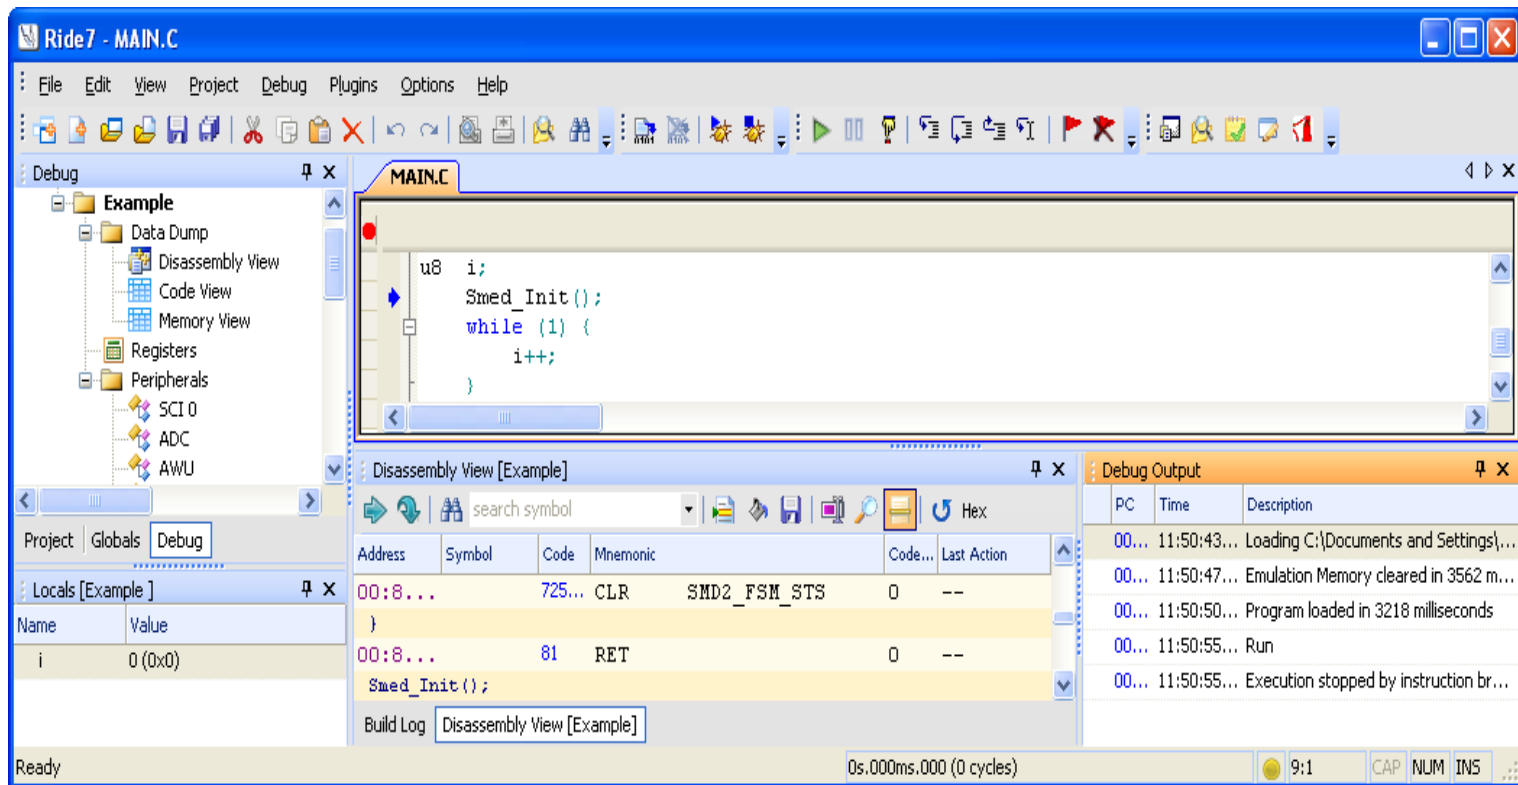 Ride7 - MAIN.C
File Edit View Project Debug Plugins Options Help
Debug
Example
Data Dump
Disassembly View
Code View
Memory View
Registers
Peripherals
SCI 0
ADC
AWU
Project Globals Debug
Locals [Example ]
Name Value
i 0 (0x0)
MAIN.C
u8 i;
Smed_Init();
while (1) {
i++;
}
Disassembly View [Example]
search symbol Hex
Address Symbol Code Mnemonic Code... Last Action
00:8... 725... CLR SMD2_FSM_STS 0 --
}
00:8... 81 RET 0 --
Smed_Init();
Build Log Disassembly View [Example]
Debug Output
PC Time Description
00... 11:50:43... Loading C:\Documents and Settings\...
00... 11:50:47... Emulation Memory cleared in 3562 m...
00... 11:50:50... Program loaded in 3218 milliseconds
00... 11:50:55... Run
00... 11:50:55... Execution stopped by instruction br...
Ready 0s.000ms.000 (0 cycles) 9:1 CAP NUM INS